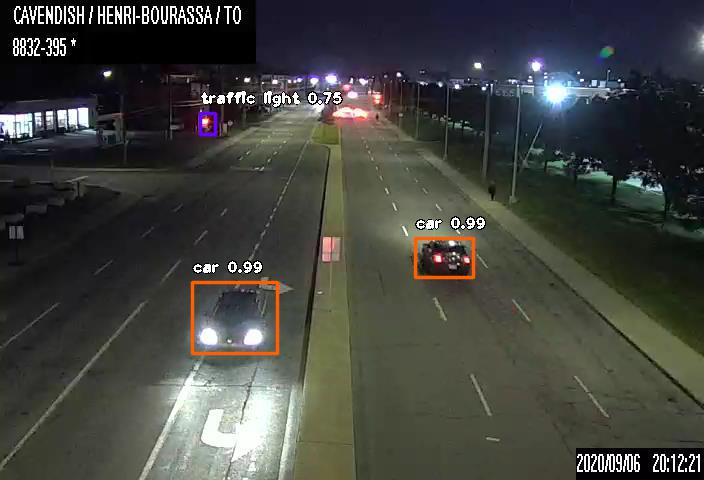 CAVENDISH / HENRI-BOURASSA / TO
8832-395 *
traffic light 0.75
car 0.99
car 0.99
2020/09/06 20:12:21